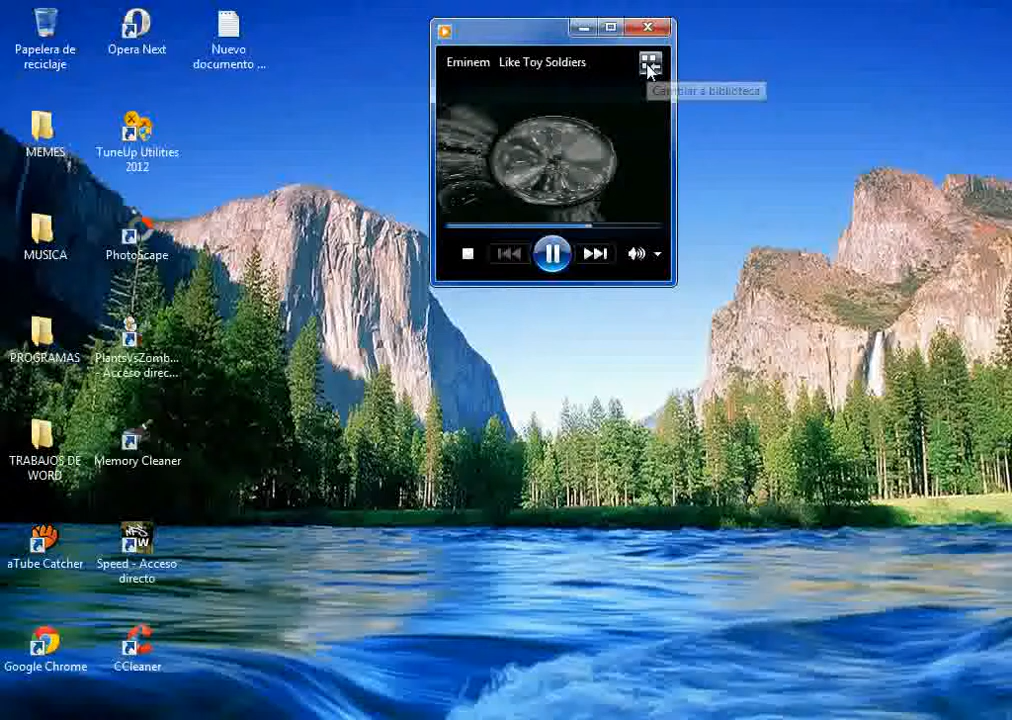 Papelera de
reciclaje
Opera Next
Nuevo
documento ...
MEMES
TuneUp Utilities
2012
MUSICA
PhotoScape
PROGRAMAS
PlantsVsZomb...
- Acceso direc...
TRABAJOS DE
WORD
Memory Cleaner
aTube Catcher
Speed - Acceso
directo
Google Chrome
CCleaner
Eminem Like Toy Soldiers
Cambiar a biblioteca